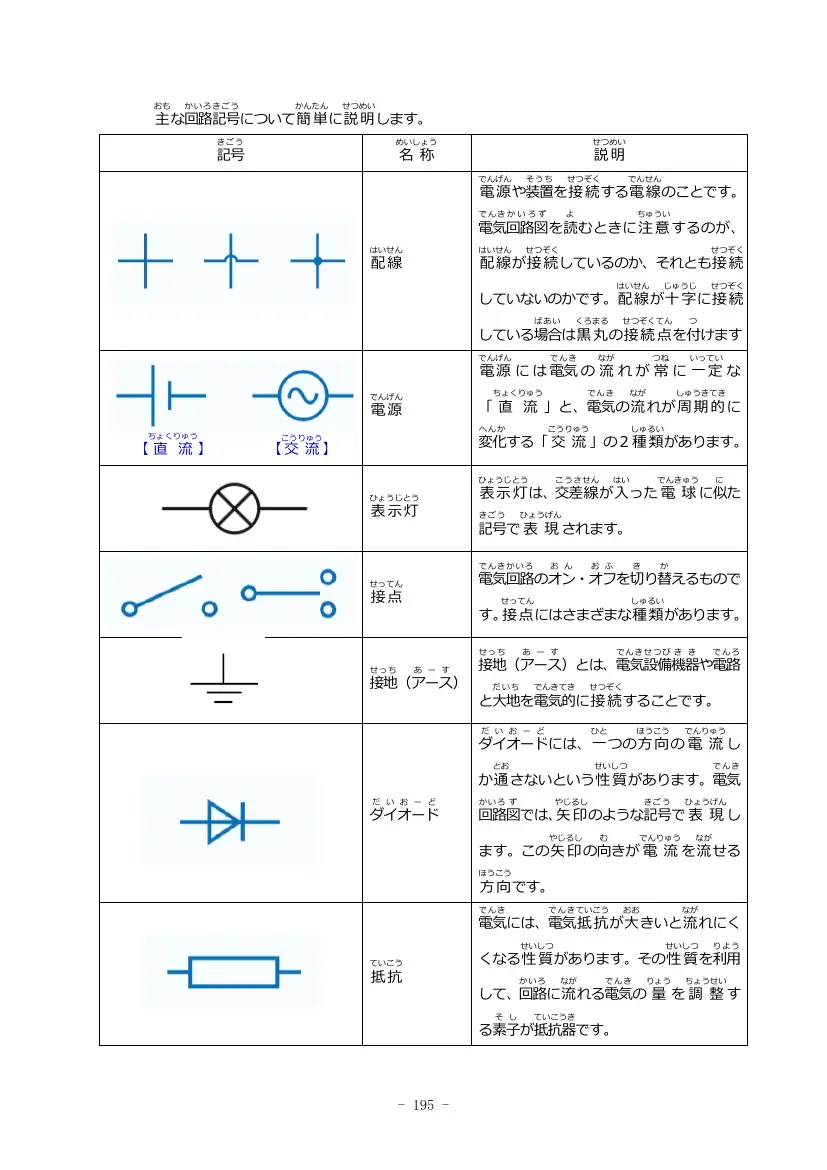 主な回路記号について簡単に説明します。
記号 名称 説明
配線
電源や装置を接続する電線のことです。
電気回路図を読むときに注意するのが、
配線が接続しているのか、それとも接続
していないのかです。配線が十字に接続
している場合は黒丸の接続点を付けます
【直流】 【交流】
電源
電源には電気の流れが常に一定な
「直流」と、電気の流れが周期的に
変化する「交流」の2種類があります。
表示灯
表示灯は、交差線が入った電球に似た
記号で表現されます。
接点
電気回路のオン・オフを切り替えるもので
す。接点にはさまざまな種類があります。
接地（アース）
接地（アース）とは、電気設備機器や電路
と大地を電気的に接続することです。
ダイオード
ダイオードには、一つの方向の電流し
か通さないという性質があります。電気
回路図では、矢印のような記号で表現し
ます。この矢印の向きが電流を流せる
方向です。
抵抗
電気には、電気抵抗が大きいと流れにく
くなる性質があります。その性質を利用
して、回路に流れる電気の量を調整す
る素子が抵抗器です。
- 195 -